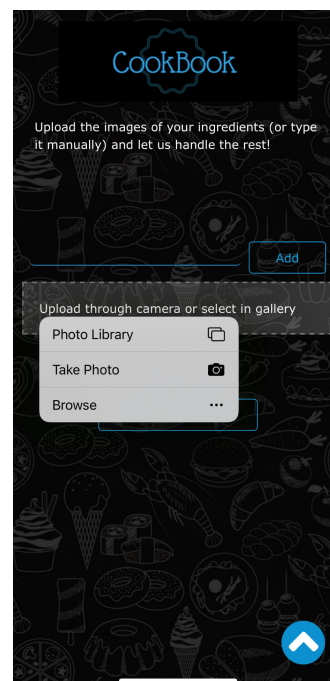 CookBook
Upload the images of your ingredients (or type
it manually) and let us handle the rest!
Add
Upload through camera or select in gallery
Photo Library
Take Photo
Browse